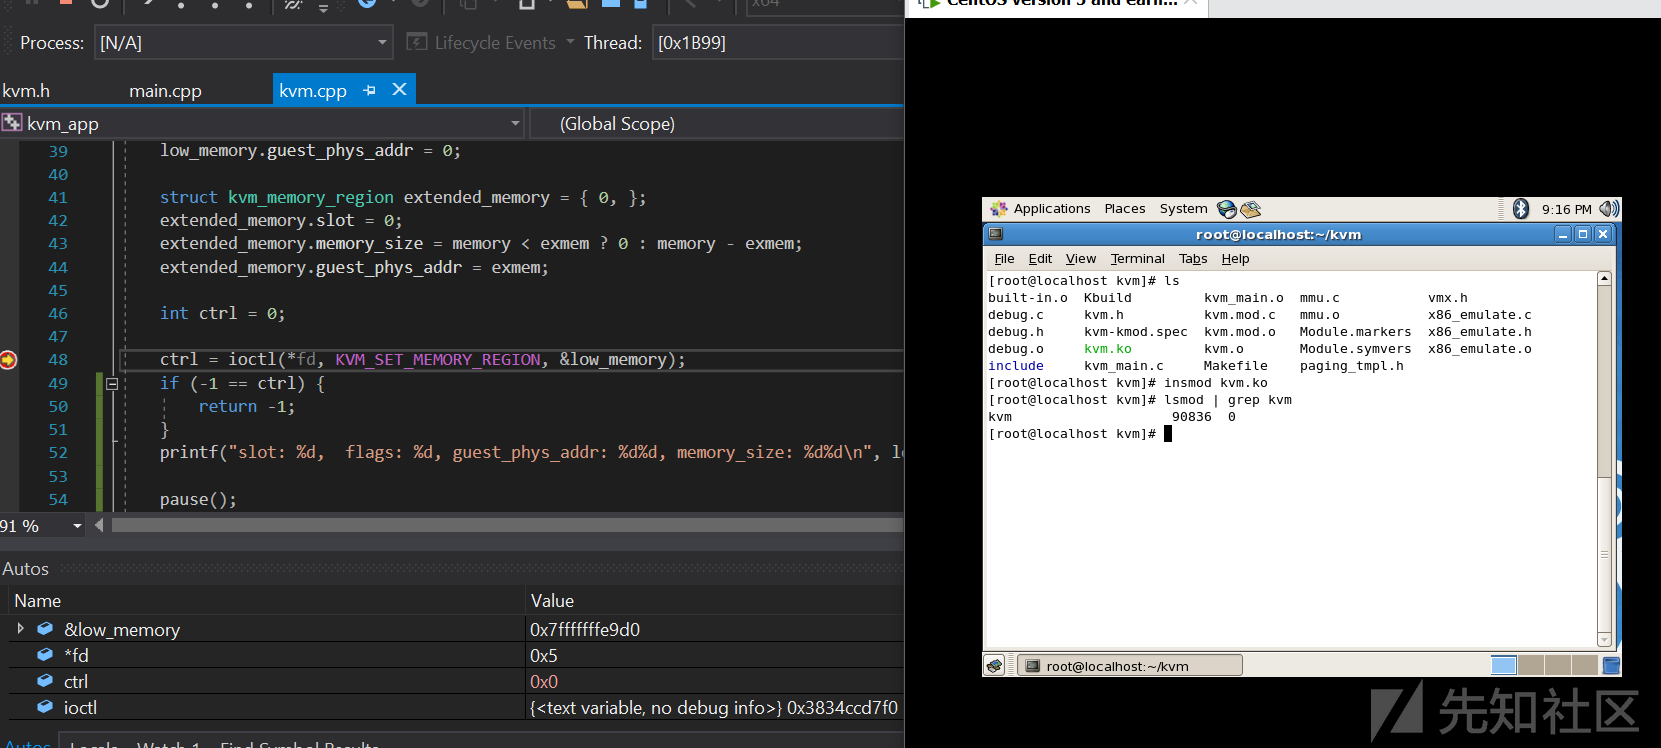 x64
Process: [N/A] Lifecycle Events Thread: [0x1B99]
kvm.h main.cpp kvm.cpp
kvm_app (Global Scope)
39 low_memory.guest_phys_addr = 0;
40
41 struct kvm_memory_region extended_memory = { 0, };
42 extended_memory.slot = 0;
43 extended_memory.memory_size = memory < exmem ? 0 : memory - exmem;
44 extended_memory.guest_phys_addr = exmem;
45
46 int ctrl = 0;
47
48 ctrl = ioctl(*fd, KVM_SET_MEMORY_REGION, &low_memory);
49 if (-1 == ctrl) {
50 return -1;
51 }
52 printf("slot: %d,  flags: %d, guest_phys_addr: %d%d, memory_size: %d%d\n",
53
54 pause();
91 %
Autos
Name Value
&low_memory 0x7fffffffe9d0
*fd 0x5
ctrl 0x0
ioctl {<text variable, no debug info>} 0x3834ccd7f0
Autos Locals Watch 1 Find Symbol Results
CentOS version 5 and earli...
Applications Places System 9:16 PM
root@localhost:~/kvm
File Edit View Terminal Tabs Help
[root@localhost kvm]# ls
built-in.o Kbuild kvm_main.o mmu.c vmx.h
debug.c kvm.h kvm.mod.c mmu.o x86_emulate.c
debug.h kvm-kmod.spec kvm.mod.o Module.markers x86_emulate.h
debug.o kvm.ko kvm.o Module.symvers x86_emulate.o
include kvm_main.c Makefile paging_tmpl.h
[root@localhost kvm]# insmod kvm.ko
[root@localhost kvm]# lsmod | grep kvm
kvm 90836 0
[root@localhost kvm]#
root@localhost:~/kvm
先知社区